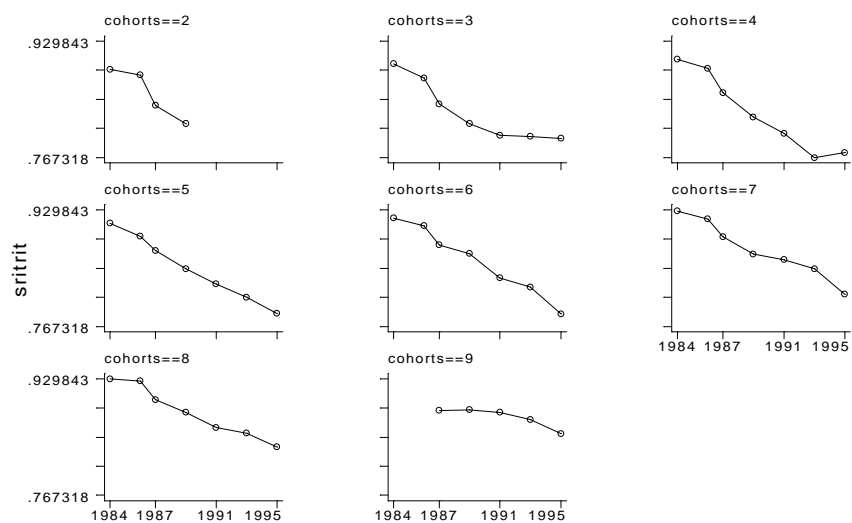 cohorts==2
cohorts==3
cohorts==4
.929843
.767318
cohorts==5
cohorts==6
cohorts==7
.929843
.767318
1984 1987 1991 1995
cohorts==8
cohorts==9
.929843
.767318
1984 1987 1991 1995
1984 1987 1991 1995
sritrit